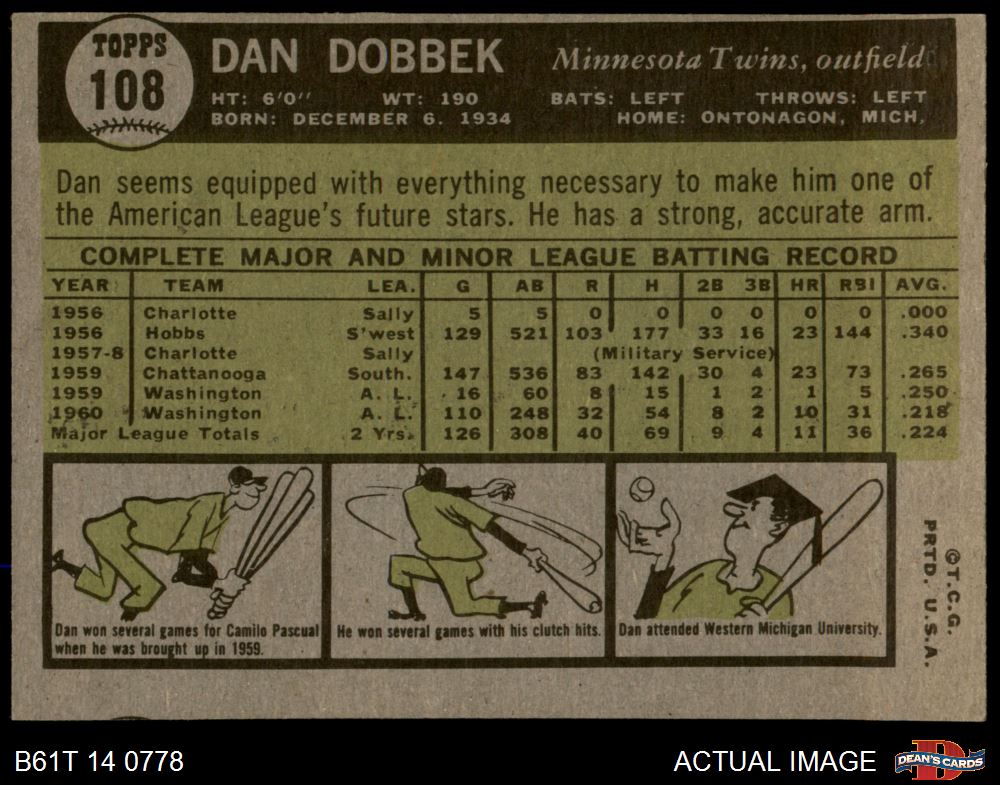 TOPPS
108
DAN DOBBEK Minnesota Twins, outfield
HT: 6'0'' WT: 190 BATS: LEFT THROWS: LEFT
BORN: DECEMBER 6, 1934 HOME: ONTONAGON, MICH.
Dan seems equipped with everything necessary to make him one of
the American League's future stars. He has a strong, accurate arm.
COMPLETE MAJOR AND MINOR LEAGUE BATTING RECORD
YEAR TEAM LEA. G AB R H 2B 3B HR RBI AVG.
1956 Charlotte Sally 5 5 0 0 0 0 0 0 .000
1956 Hobbs S'west 129 521 103 177 33 16 23 144 .340
1957-8 Charlotte Sally (Military Service)
1959 Chattanooga South. 147 536 83 142 30 4 23 73 .265
1959 Washington A. L. 16 60 8 15 1 2 1 5 .250
1960 Washington A. L. 110 248 32 54 8 2 10 31 .218
Major League Totals 2 Yrs. 126 308 40 69 9 4 11 36 .224
Dan won several games for Camilo Pascual
when he was brought up in 1959.
He won several games with his clutch hits.
Dan attended Western Michigan University.
©T.C.G.
PRTD. U.S.A.
B61T 14 0778 ACTUAL IMAGE
D
DEAN'S CARDS